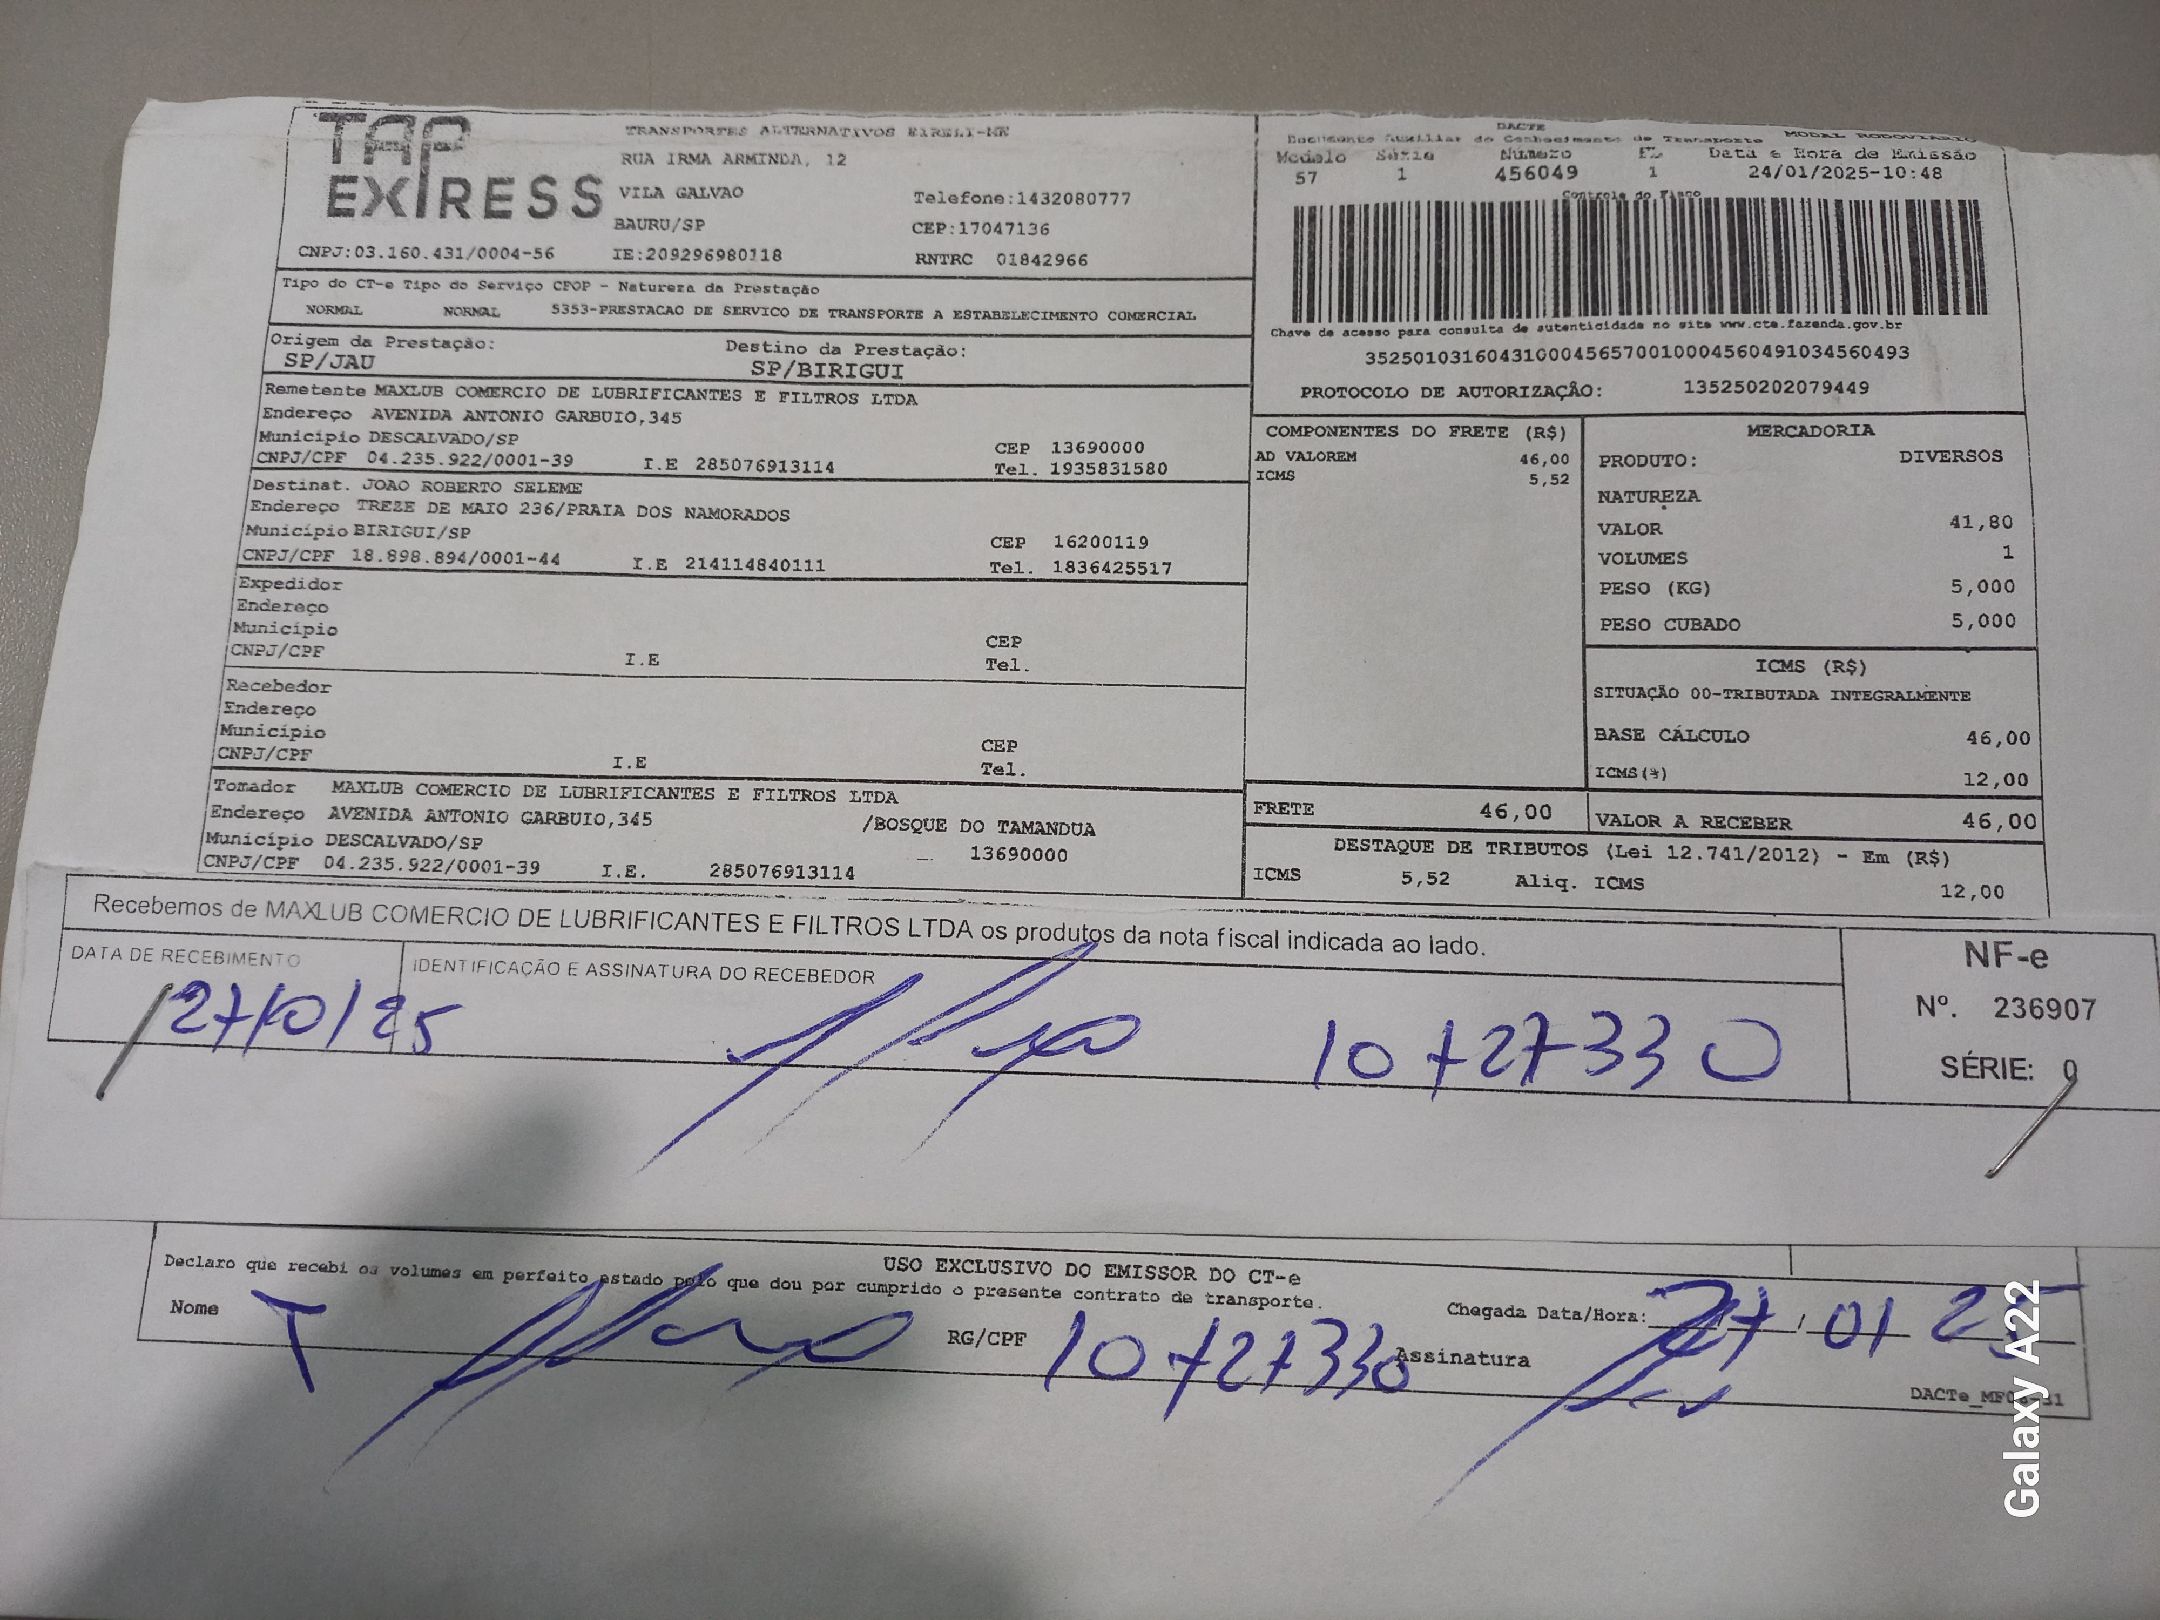 TAP
EXPRESS
TRANSPORTES ALTERNATIVOS EIRELI-ME
RUA IRMA ARMINDA, 12
VILA GALVAO
Telefone:1432080777
BAURU/SP
CEP:17047136
CNPJ:03.160.431/0004-56
IE:209296980118
RNTRC 01842966
DACTE
Documento Auxiliar do Conhecimento de Transporte MODAL RODOVIARIO
Modelo Série Número FL Data e Hora de Emissão
57 1 456049 1 24/01/2025-10:48
Controle do Fisco
Chave de acesso para consulta de autenticidade no site www.cte.fazenda.gov.br
35250103160431000456570010004560491034560493
PROTOCOLO DE AUTORIZAÇÃO: 135250202079449
Tipo do CT-e Tipo do Serviço CFOP - Natureza da Prestação
NORMAL NORMAL 5353-PRESTACAO DE SERVICO DE TRANSPORTE A ESTABELECIMENTO COMERCIAL
Origem da Prestação: Destino da Prestação:
SP/JAU SP/BIRIGUI
Remetente MAXLUB COMERCIO DE LUBRIFICANTES E FILTROS LTDA
Endereço AVENIDA ANTONIO GARBUIO,345
Município DESCALVADO/SP CEP 13690000
CNPJ/CPF 04.235.922/0001-39 I.E 285076913114 Tel. 1935831580
Destinat. JOAO ROBERTO SELEME
Endereço TREZE DE MAIO 236/PRAIA DOS NAMORADOS
Município BIRIGUI/SP CEP 16200119
CNPJ/CPF 18.898.894/0001-44 I.E 214114840111 Tel. 1836425517
Expedidor
Endereço
Município CEP
CNPJ/CPF I.E Tel.
Recebedor
Endereço
Município CEP
CNPJ/CPF I.E Tel.
Tomador MAXLUB COMERCIO DE LUBRIFICANTES E FILTROS LTDA
Endereço AVENIDA ANTONIO GARBUIO,345 /BOSQUE DO TAMANDUA
Município DESCALVADO/SP 13690000
CNPJ/CPF 04.235.922/0001-39 I.E. 285076913114
COMPONENTES DO FRETE (R$)
AD VALOREM 46,00
ICMS 5,52
FRETE 46,00
MERCADORIA
PRODUTO: DIVERSOS
NATUREZA
VALOR 41,80
VOLUMES 1
PESO (KG) 5,000
PESO CUBADO 5,000
ICMS (R$)
SITUAÇÃO 00-TRIBUTADA INTEGRALMENTE
BASE CÁLCULO 46,00
ICMS(%) 12,00
VALOR A RECEBER 46,00
DESTAQUE DE TRIBUTOS (Lei 12.741/2012) - Em (R$)
ICMS 5,52 Aliq. ICMS 12,00
Recebemos de MAXLUB COMERCIO DE LUBRIFICANTES E FILTROS LTDA os produtos da nota fiscal indicada ao lado.
DATA DE RECEBIMENTO
IDENTIFICAÇÃO E ASSINATURA DO RECEBEDOR
10727330
NF-e
Nº. 236907
SÉRIE: 0
USO EXCLUSIVO DO EMISSOR DO CT-e
Declaro que recebi os volumes em perfeito estado pelo que dou por cumprido o presente contrato de transporte.
Nome
RG/CPF 10727330
Chegada Data/Hora: 27/01 25
Assinatura
Galaxy A22